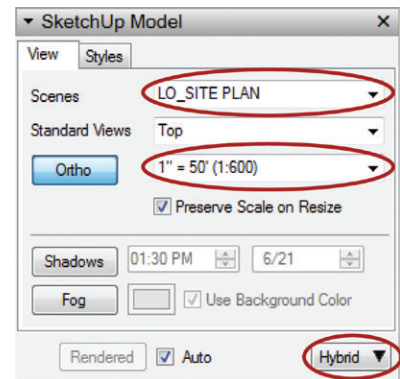 SketchUp Model
View Styles
Scenes LO_SITE PLAN
Standard Views Top
Ortho 1" = 50' (1:600)
Preserve Scale on Resize
Shadows 01:30 PM 6/21
Fog Use Background Color
Rendered Auto Hybrid